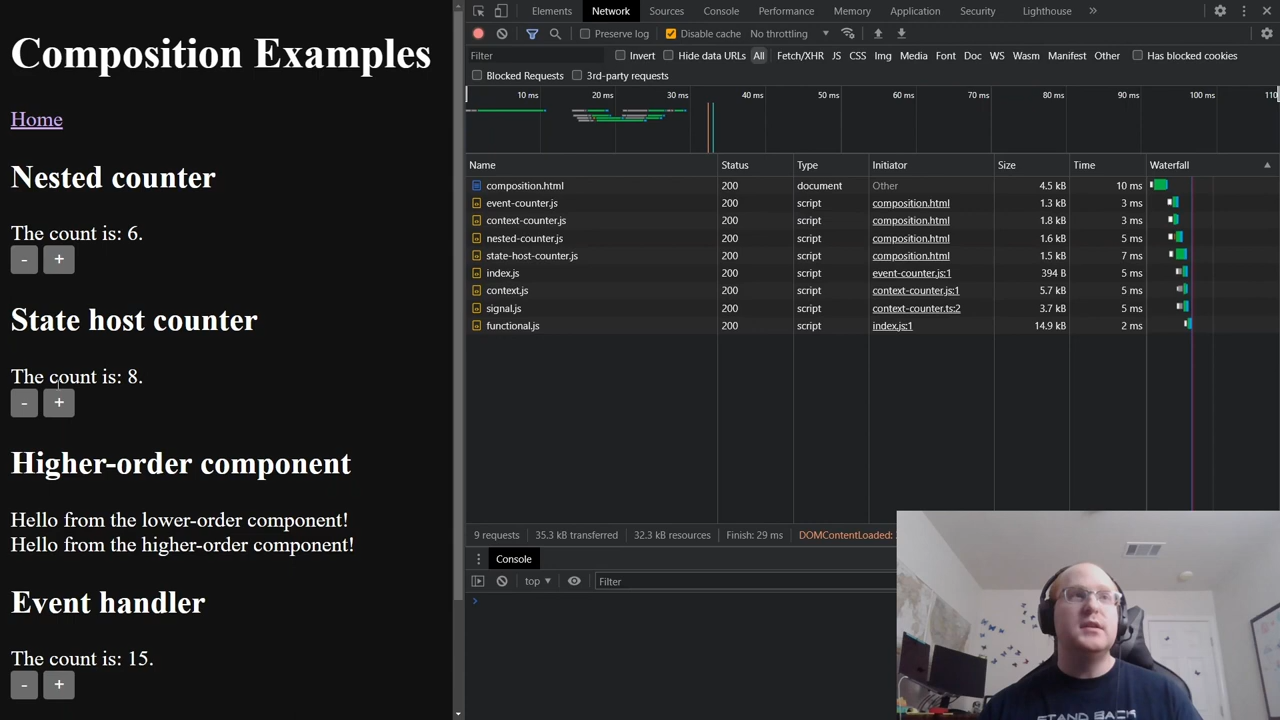 Composition Examples
Home
Nested counter
The count is: 6.
- +
State host counter
The count is: 8.
- +
Higher-order component
Hello from the lower-order component!
Hello from the higher-order component!
Event handler
The count is: 15.
- +
Elements Network Sources Console Performance Memory Application Security Lighthouse »
Preserve log Disable cache No throttling
Filter Invert Hide data URLs All Fetch/XHR JS CSS Img Media Font Doc WS Wasm Manifest Other Has blocked cookies
Blocked Requests 3rd-party requests
10 ms 20 ms 30 ms 40 ms 50 ms 60 ms 70 ms 80 ms 90 ms 100 ms 110
Name Status Type Initiator Size Time Waterfall
composition.html 200 document Other 4.5 kB 10 ms
event-counter.js 200 script composition.html 1.3 kB 3 ms
context-counter.js 200 script composition.html 1.8 kB 3 ms
nested-counter.js 200 script composition.html 1.6 kB 5 ms
state-host-counter.js 200 script composition.html 1.5 kB 7 ms
index.js 200 script event-counter.js:1 394 B 5 ms
context.js 200 script context-counter.js:1 5.7 kB 5 ms
signal.js 200 script context-counter.ts:2 3.7 kB 5 ms
functional.js 200 script index.js:1 14.9 kB 2 ms
9 requests 35.3 kB transferred 32.3 kB resources Finish: 29 ms DOMContentLoaded:
Console
top Filter
STAND BACK